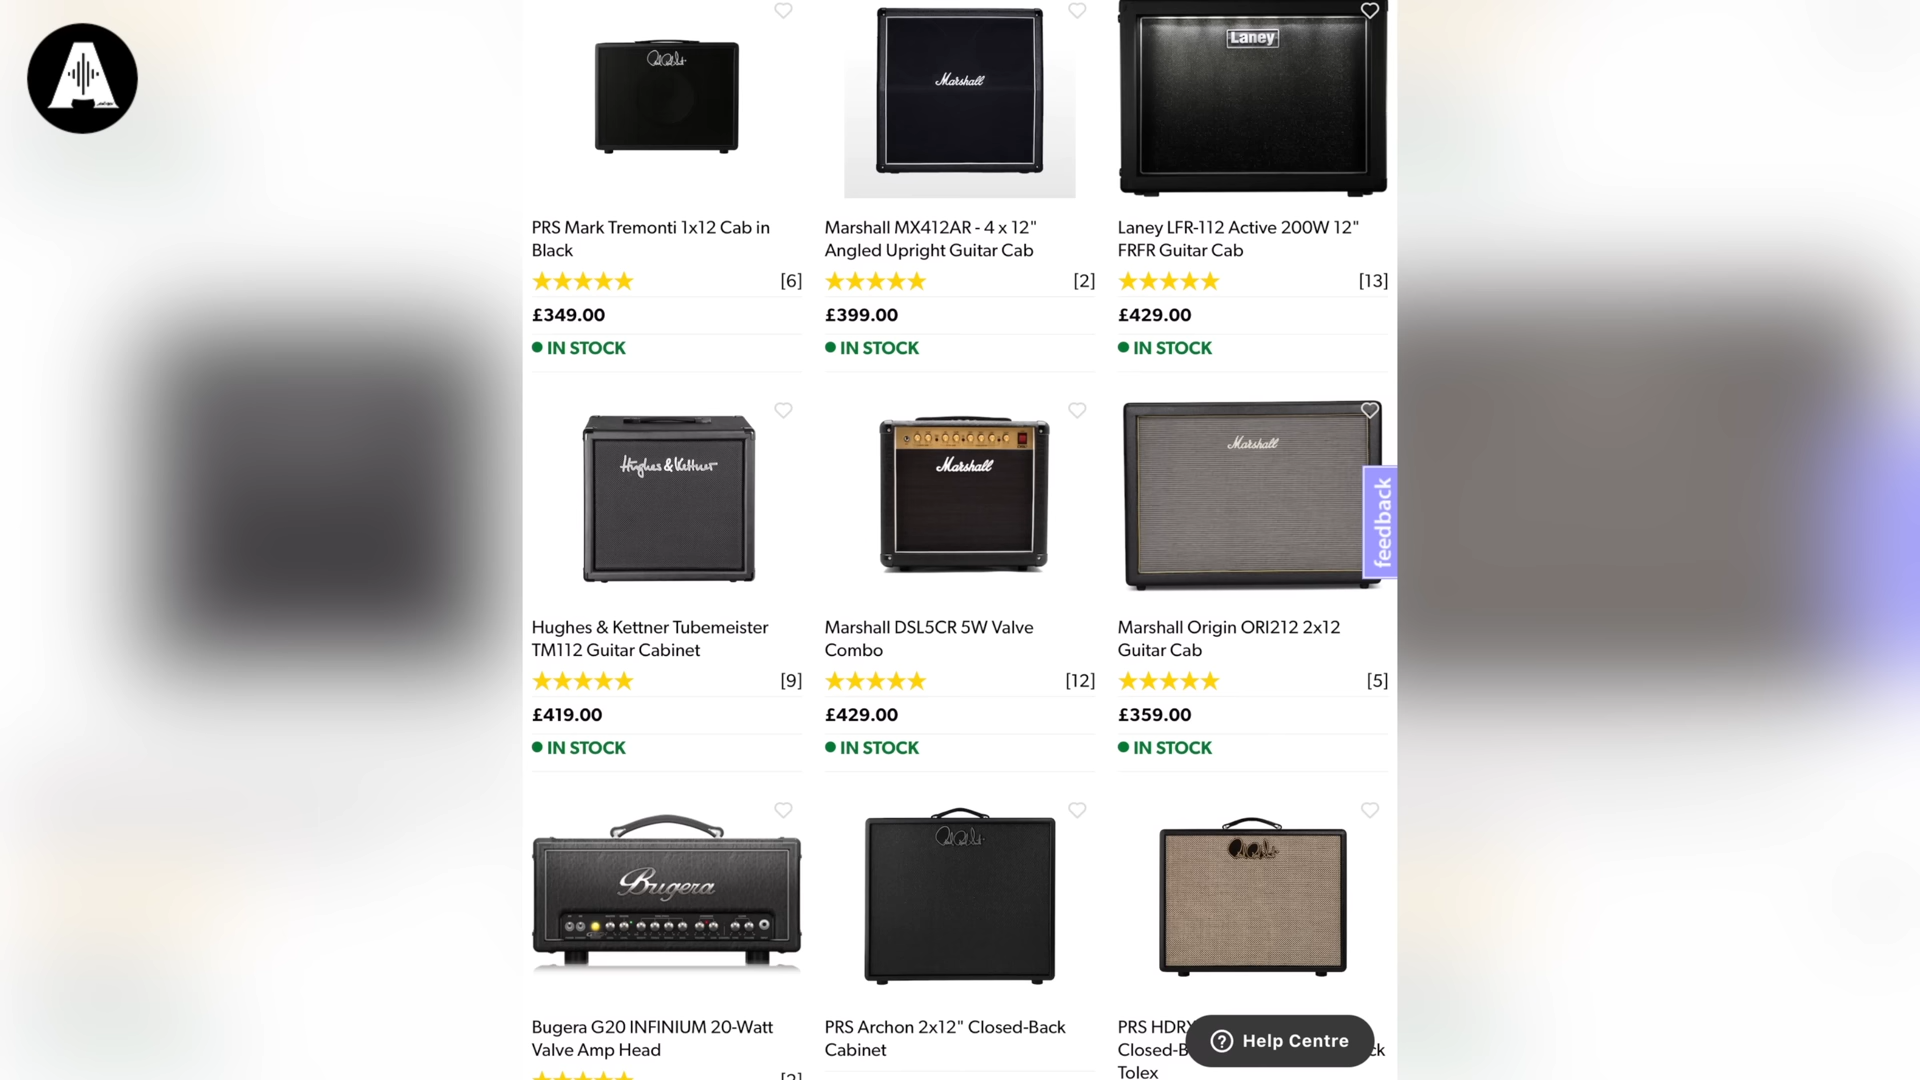 Marshall
Laney
PRS Mark Tremonti 1x12 Cab in
Black
[6]
£349.00
IN STOCK
Marshall MX412AR - 4 x 12"
Angled Upright Guitar Cab
[2]
£399.00
IN STOCK
Laney LFR-112 Active 200W 12"
FRFR Guitar Cab
[13]
£429.00
IN STOCK
Hughes & Kettner
Marshall
Marshall
feedback
Hughes & Kettner Tubemeister
TM112 Guitar Cabinet
[9]
£419.00
IN STOCK
Marshall DSL5CR 5W Valve
Combo
[12]
£429.00
IN STOCK
Marshall Origin ORI212 2x12
Guitar Cab
[5]
£359.00
IN STOCK
Bugera
Bugera G20 INFINIUM 20-Watt
Valve Amp Head
PRS Archon 2x12" Closed-Back
Cabinet
PRS
Tolex
Help Centre